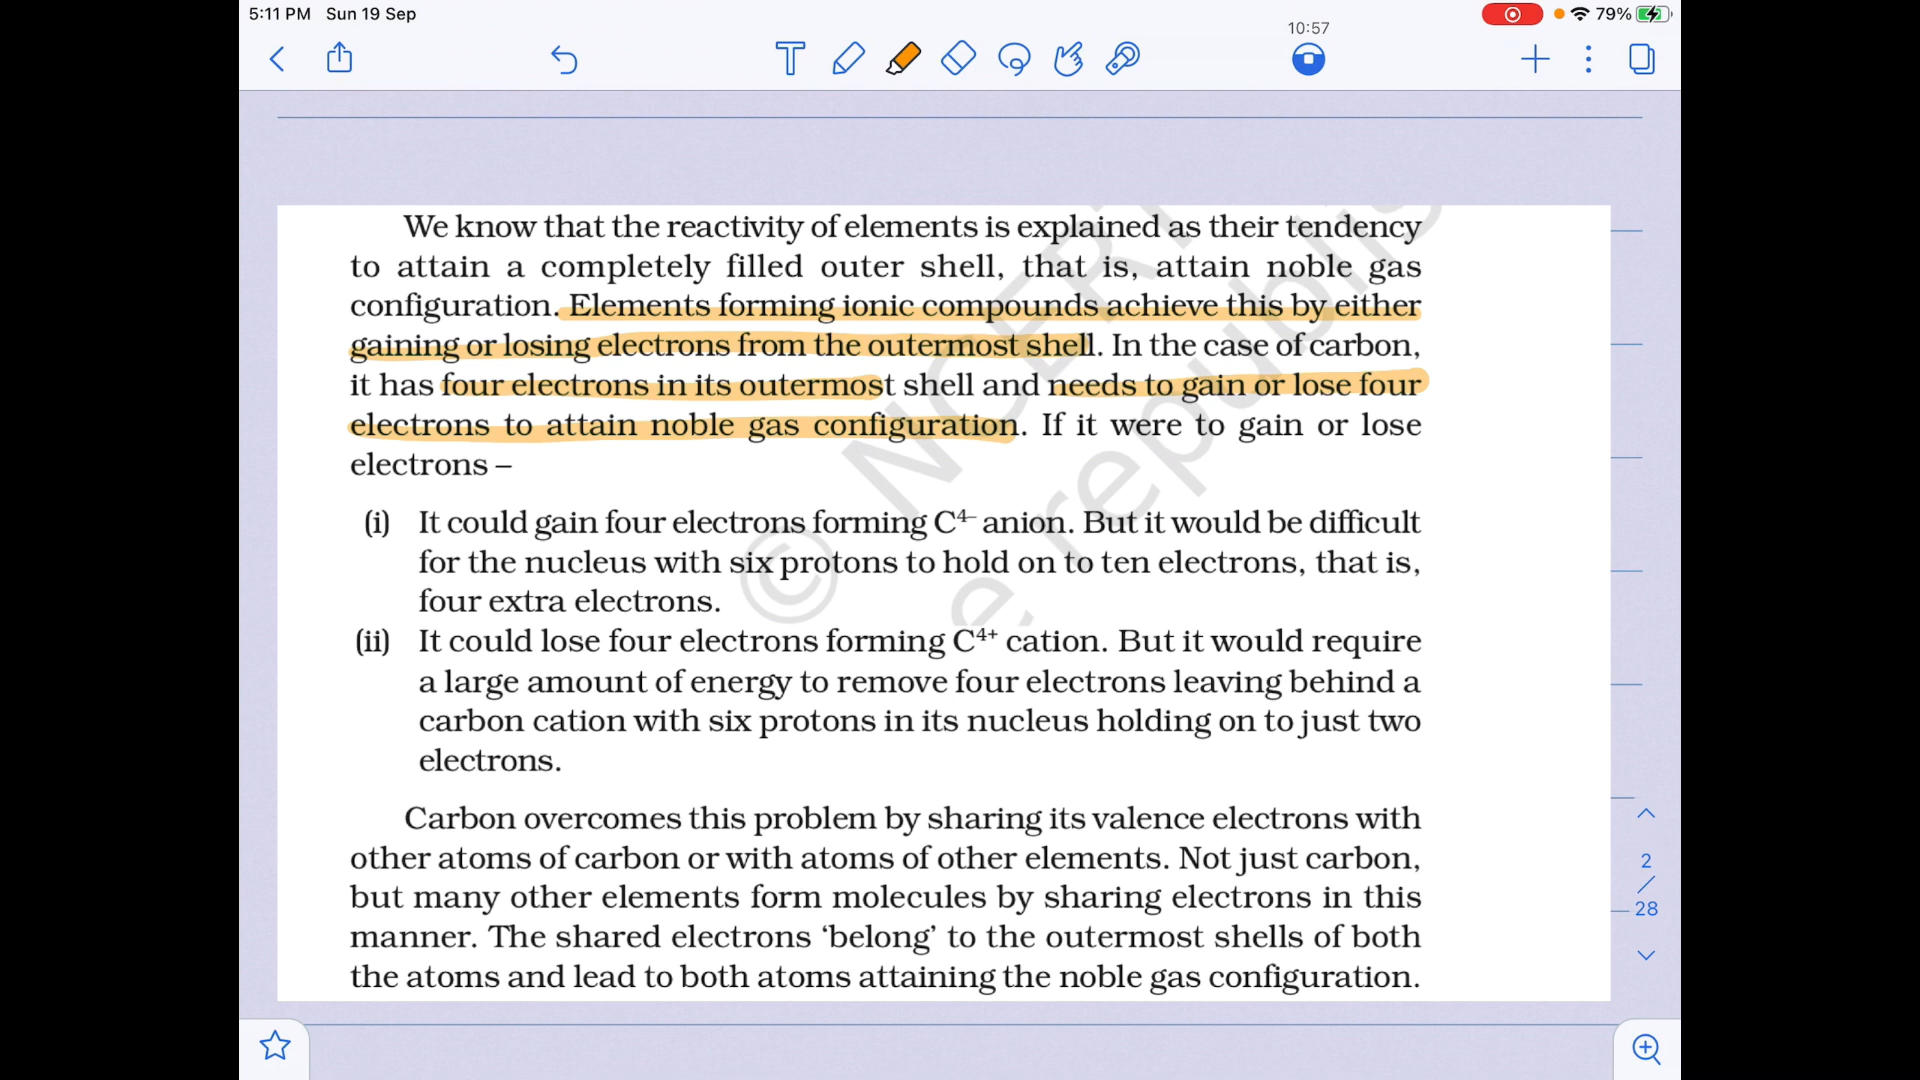 5:11 PM Sun 19 Sep
79%
10:57
We know that the reactivity of elements is explained as their tendency
to attain a completely filled outer shell, that is, attain noble gas
configuration. Elements forming ionic compounds achieve this by either
gaining or losing electrons from the outermost shell. In the case of carbon,
it has four electrons in its outermost shell and needs to gain or lose four
electrons to attain noble gas configuration. If it were to gain or lose
electrons –
(i) It could gain four electrons forming C⁴⁻ anion. But it would be difficult
for the nucleus with six protons to hold on to ten electrons, that is,
four extra electrons.
(ii) It could lose four electrons forming C⁴⁺ cation. But it would require
a large amount of energy to remove four electrons leaving behind a
carbon cation with six protons in its nucleus holding on to just two
electrons.
Carbon overcomes this problem by sharing its valence electrons with
other atoms of carbon or with atoms of other elements. Not just carbon,
but many other elements form molecules by sharing electrons in this
manner. The shared electrons ‘belong’ to the outermost shells of both
the atoms and lead to both atoms attaining the noble gas configuration.
© NCERT
2
/
28